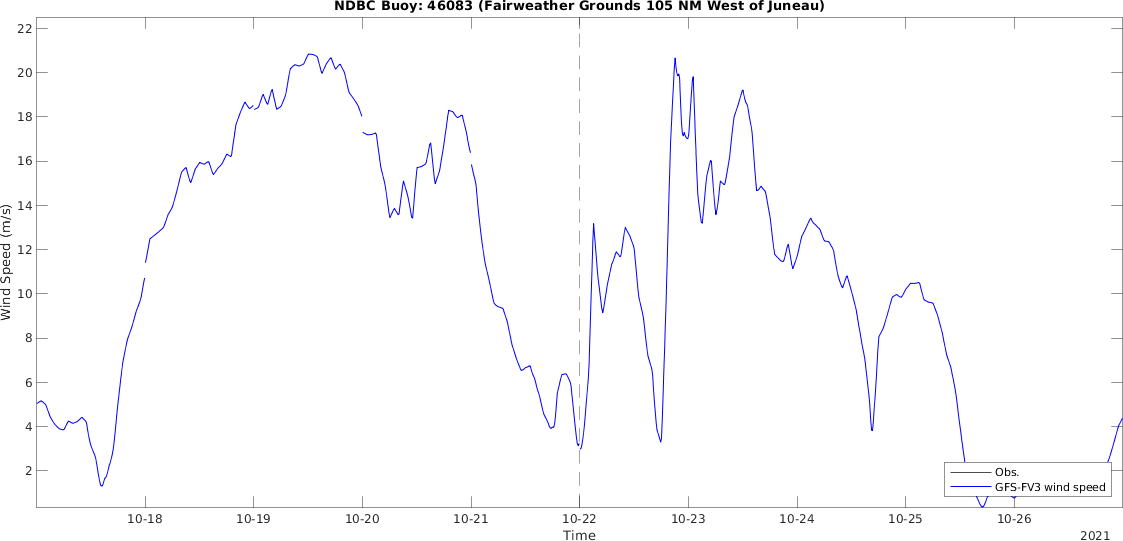 NDBC Buoy: 46083 (Fairweather Grounds 105 NM West of Juneau)
22
20
18
16
14
12
10
8
6
4
2
Wind Speed (m/s)
Obs.
GFS-FV3 wind speed
10-18 10-19 10-20 10-21 10-22 10-23 10-24 10-25 10-26
Time
2021